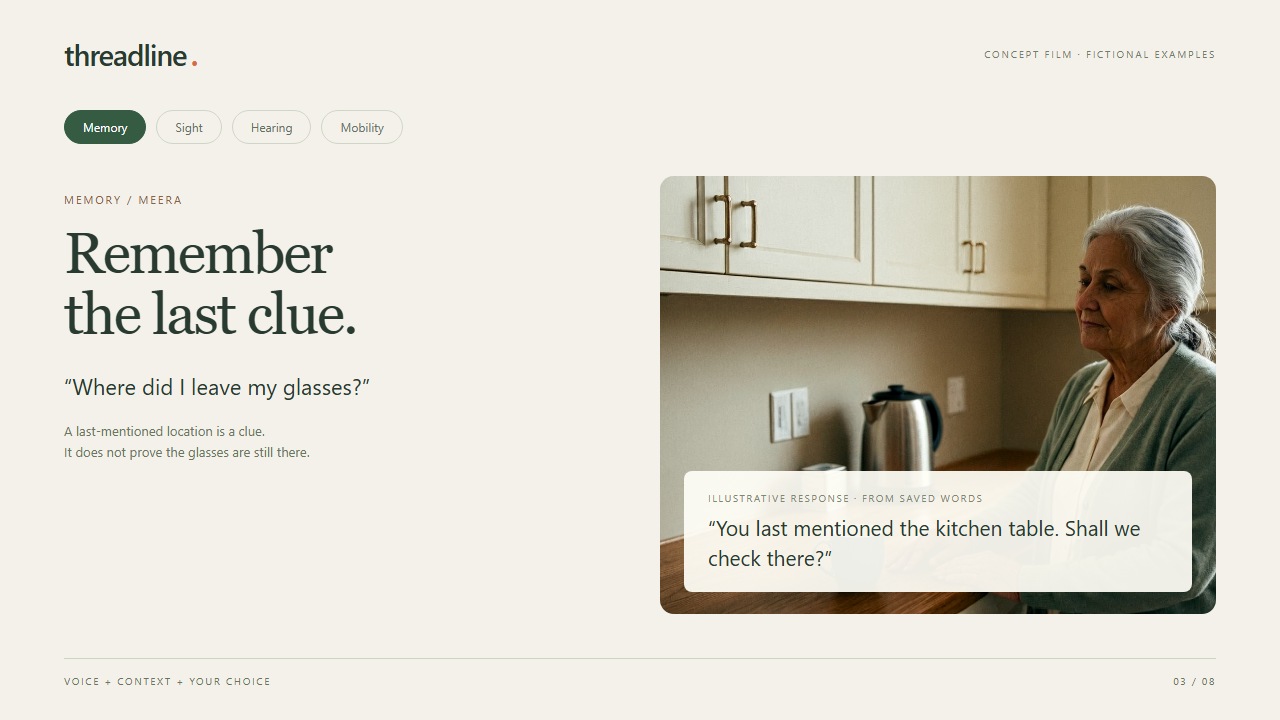 threadline.
CONCEPT FILM · FICTIONAL EXAMPLES
Memory
Sight
Hearing
Mobility
MEMORY / MEERA
Remember
the last clue.
“Where did I leave my glasses?”
A last-mentioned location is a clue.
It does not prove the glasses are still there.
ILLUSTRATIVE RESPONSE · FROM SAVED WORDS
“You last mentioned the kitchen table. Shall we
check there?”
VOICE + CONTEXT + YOUR CHOICE
03 / 08